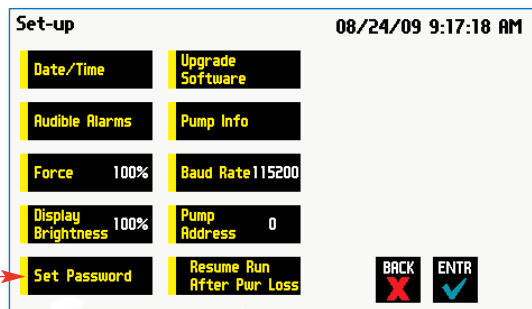 Set-up 08/24/09 9:17:18 AM
Date/Time
Upgrade
Software
Audible Alarms
Pump Info
Force 100%
Baud Rate 115200
Display
Brightness 100%
Pump
Address 0
Set Password
Resume Run
After Pwr Loss
BACK
ENTR